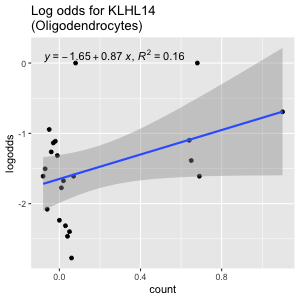 Log odds for KLHL14
(Oligodendrocytes)
y = −1.65 + 0.87 x, R² = 0.16
0
-1
-2
logodds
0.0 0.4 0.8
count